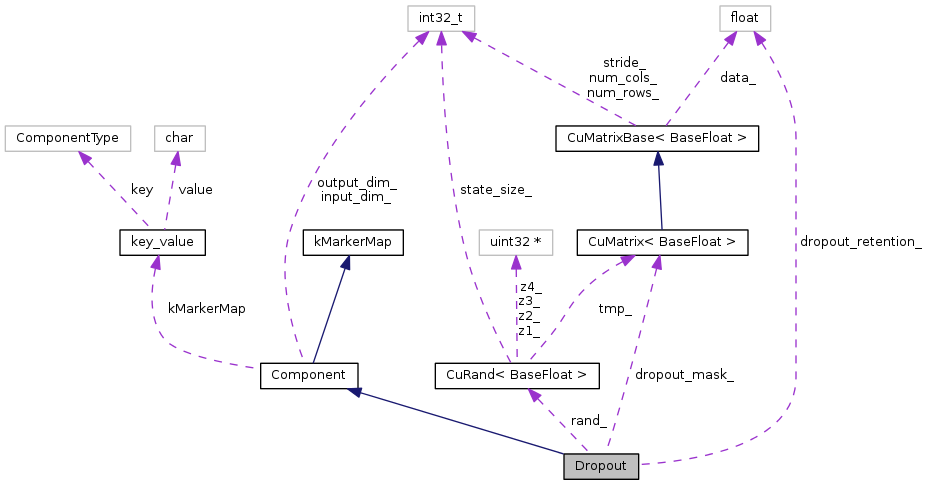 int32_t
float
stride_
num_cols_
num_rows_
data_
ComponentType
char
CuMatrixBase< BaseFloat >
key
value
output_dim_
input_dim_
state_size_
key_value
kMarkerMap
uint32 *
CuMatrix< BaseFloat >
dropout_retention_
z4_
z3_
z2_
z1_
kMarkerMap
tmp_
Component
CuRand< BaseFloat >
dropout_mask_
rand_
Dropout